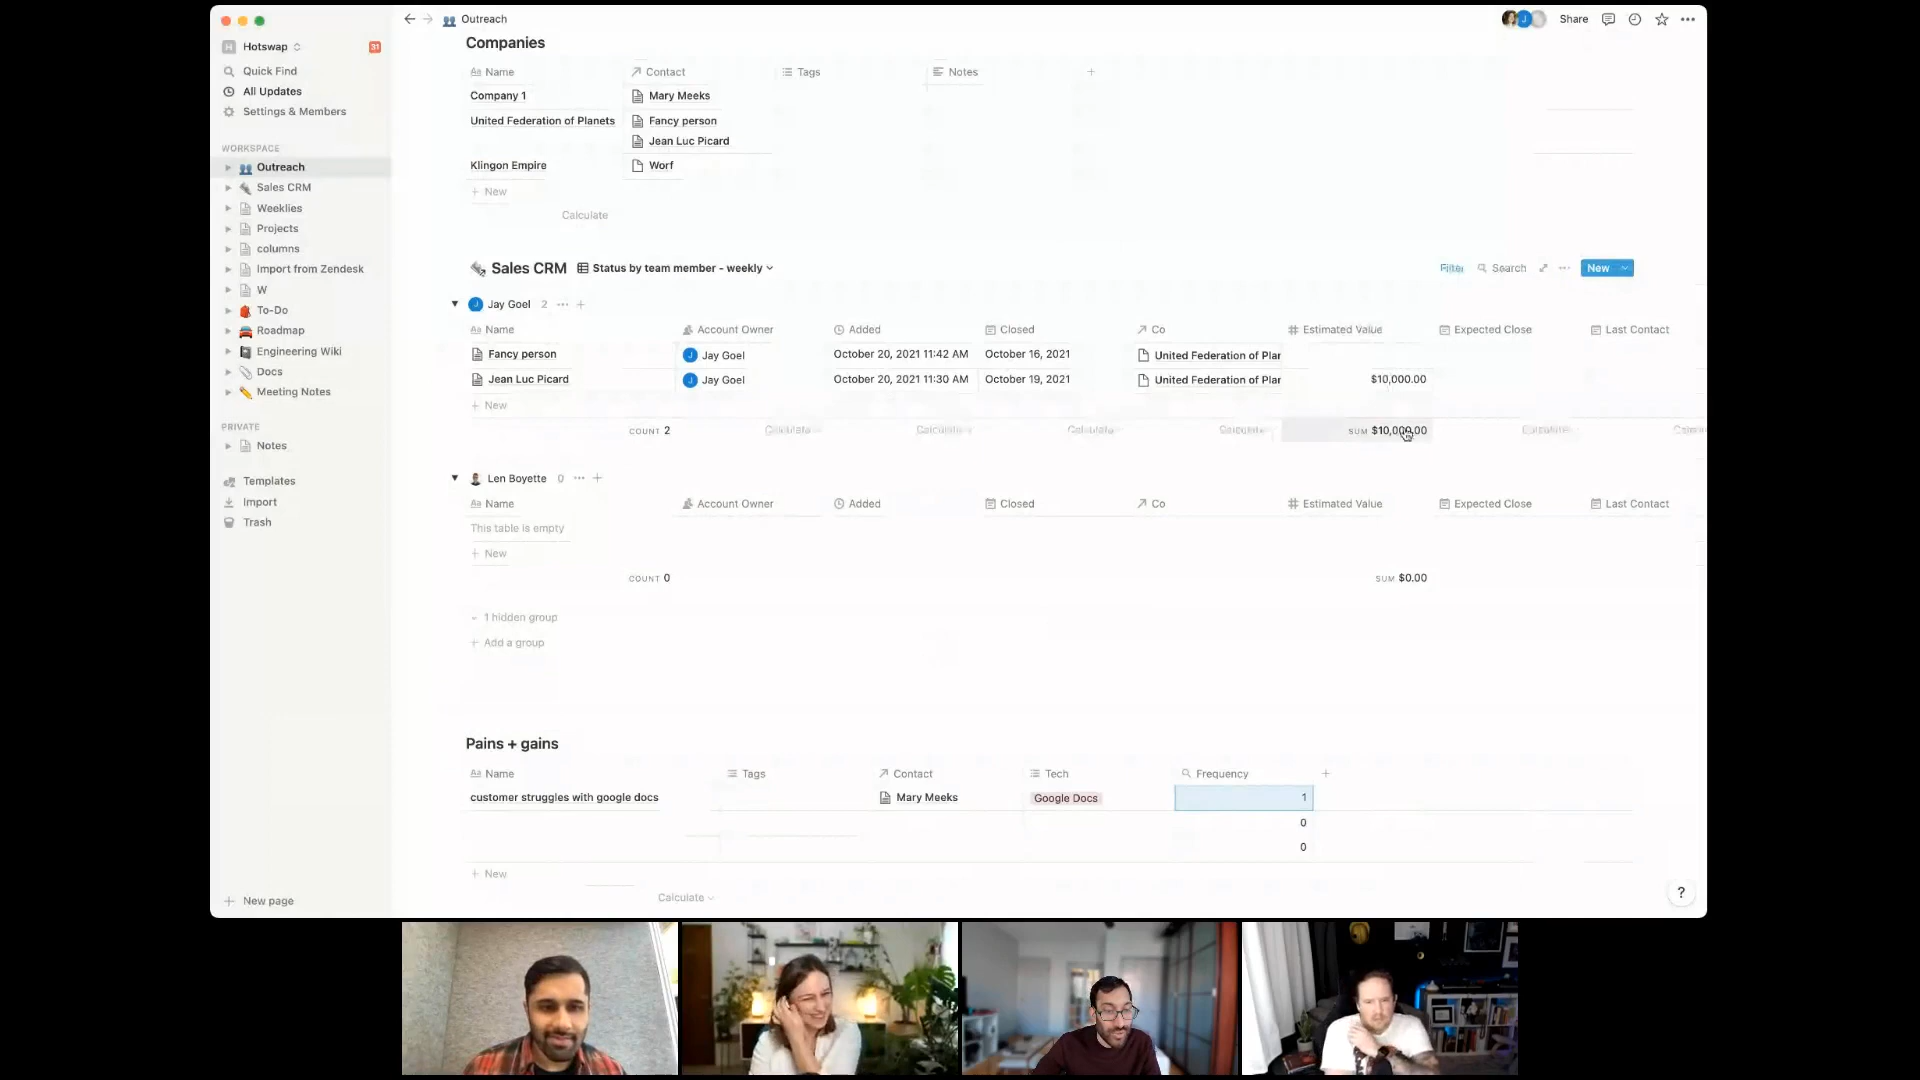 Outreach
Share
Hotswap
31
Quick Find
All Updates
Settings & Members
WORKSPACE
Outreach
Sales CRM
Weeklies
Projects
columns
Import from Zendesk
W
To-Do
Roadmap
Engineering Wiki
Docs
Meeting Notes
PRIVATE
Notes
Templates
Import
Trash
New page
Companies
Name Contact Tags Notes
Company 1 Mary Meeks
United Federation of Planets Fancy person
Jean Luc Picard
Klingon Empire Worf
New
Calculate
Sales CRM Status by team member - weekly
Filter Search New
Jay Goel 2
Name Account Owner Added Closed Co Estimated Value Expected Close Last Contact
Fancy person Jay Goel October 20, 2021 11:42 AM October 16, 2021 United Federation of Plan
Jean Luc Picard Jay Goel October 20, 2021 11:30 AM October 19, 2021 United Federation of Plan $10,000.00
New
COUNT 2 Calculate Calculate Calculate Calculate SUM $10,000.00 Calculate
Len Boyette 0
Name Account Owner Added Closed Co Estimated Value Expected Close Last Contact
This table is empty
New
COUNT 0 SUM $0.00
1 hidden group
Add a group
Pains + gains
Name Tags Contact Tech Frequency
customer struggles with google docs Mary Meeks Google Docs 1
0
0
New
Calculate
?